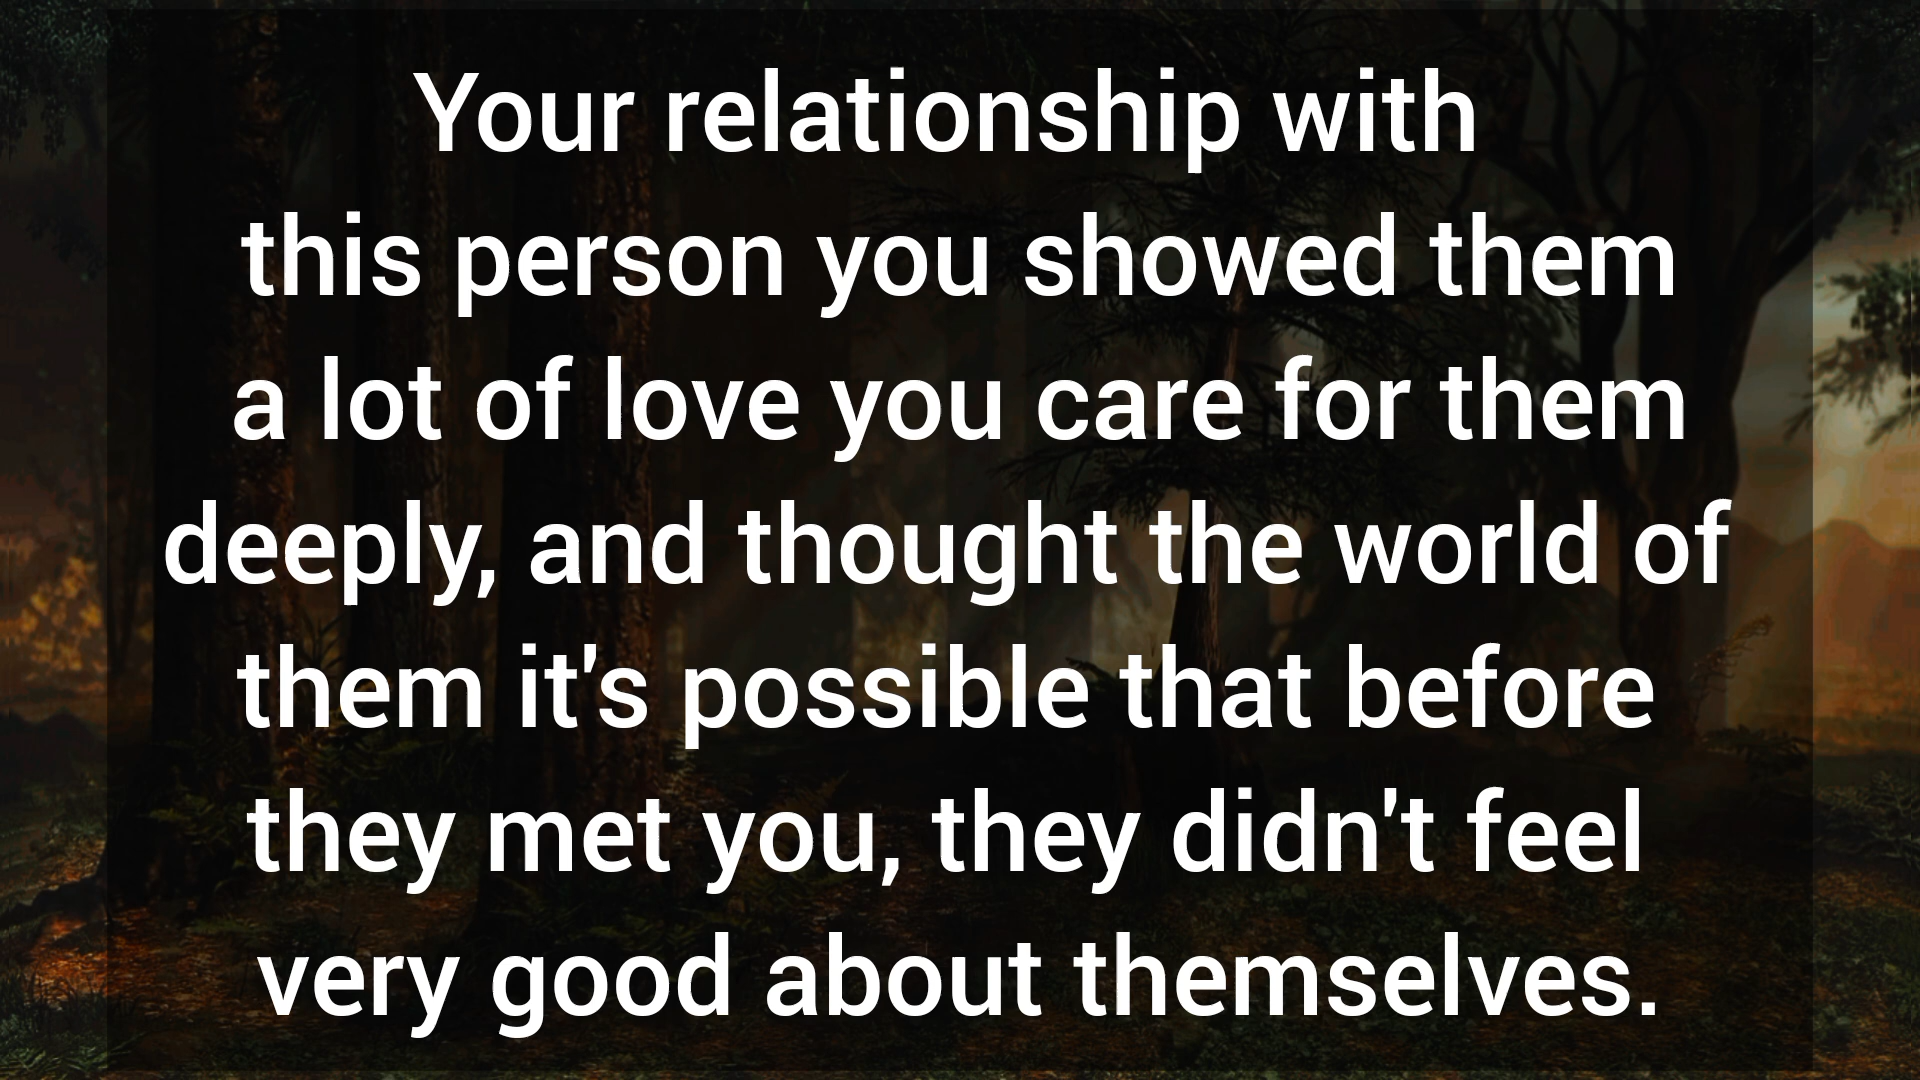 Your relationship with
this person you showed them
a lot of love you care for them
deeply, and thought the world of
them it's possible that before
they met you, they didn't feel
very good about themselves.